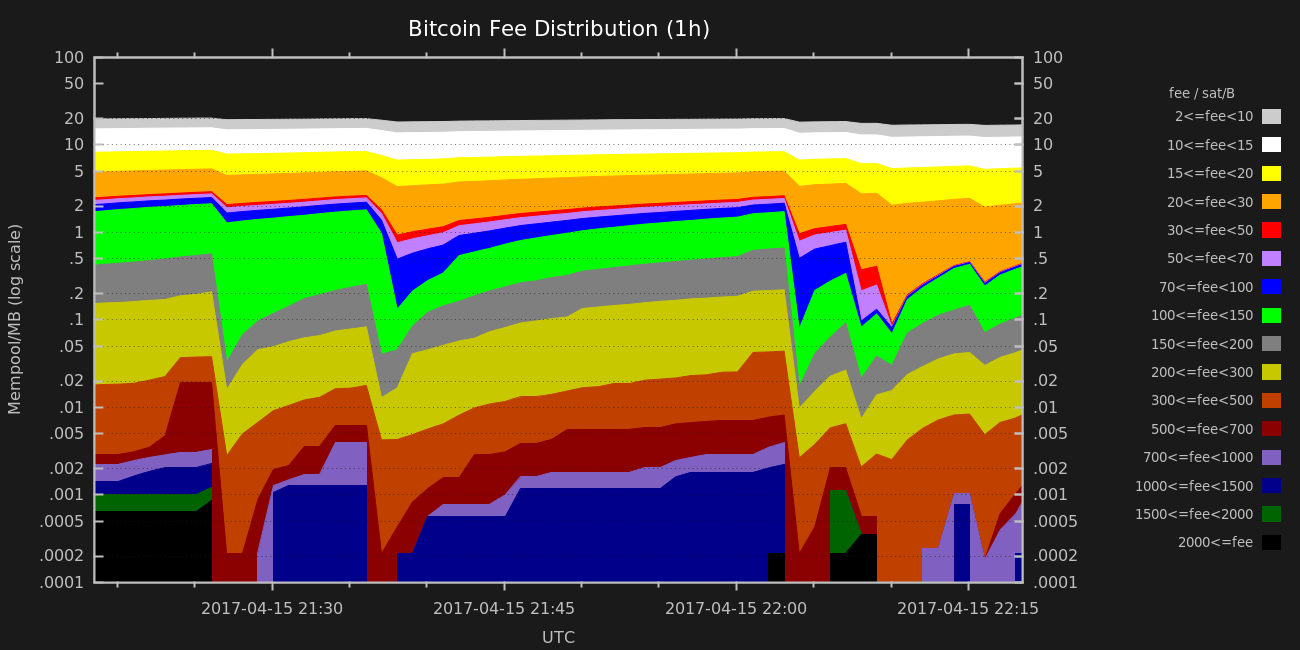 Bitcoin Fee Distribution (1h)
100
50
20
10
5
2
1
.5
.2
.1
.05
.02
.01
.005
.002
.001
.0005
.0002
.0001
Mempool/MB (log scale)
100
50
20
10
5
2
1
.5
.2
.1
.05
.02
.01
.005
.002
.001
.0005
.0002
.0001
2017-04-15 21:30
2017-04-15 21:45
2017-04-15 22:00
2017-04-15 22:15
UTC
fee / sat/B
2<=fee<10
10<=fee<15
15<=fee<20
20<=fee<30
30<=fee<50
50<=fee<70
70<=fee<100
100<=fee<150
150<=fee<200
200<=fee<300
300<=fee<500
500<=fee<700
700<=fee<1000
1000<=fee<1500
1500<=fee<2000
2000<=fee